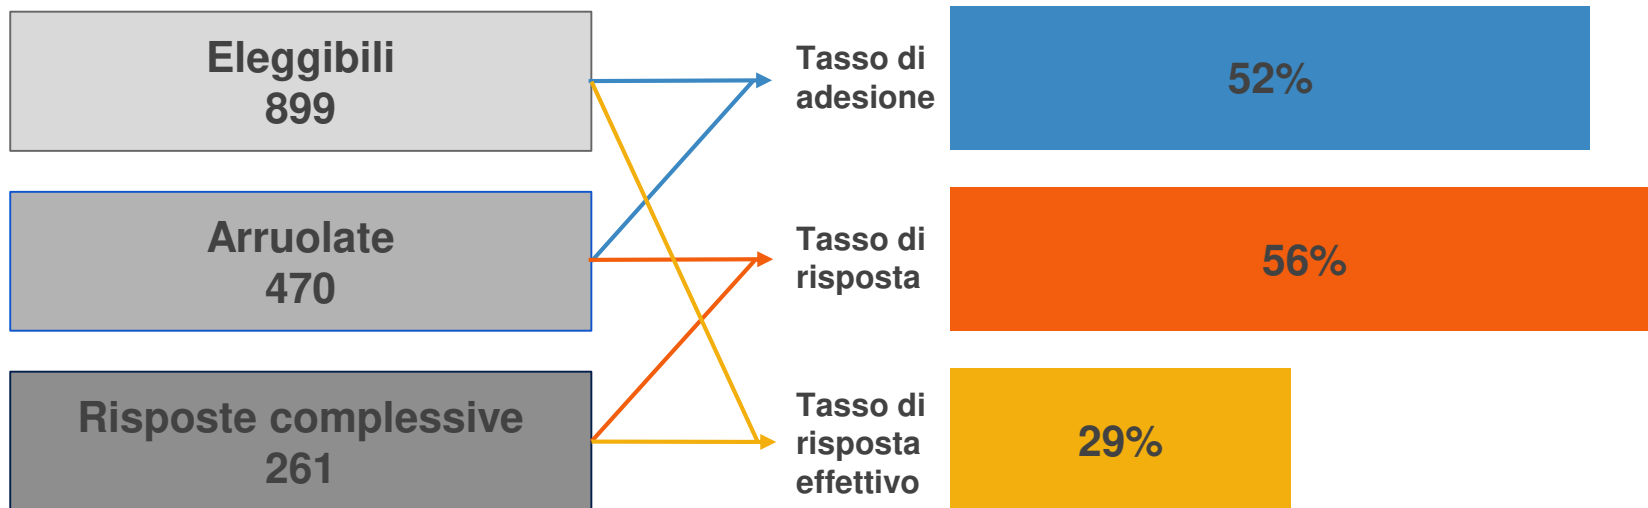 Eleggibili
899
Tasso di
adesione
52%
Arruolate
470
Tasso di
risposta
56%
Risposte complessive
261
Tasso di
risposta
effettivo
29%